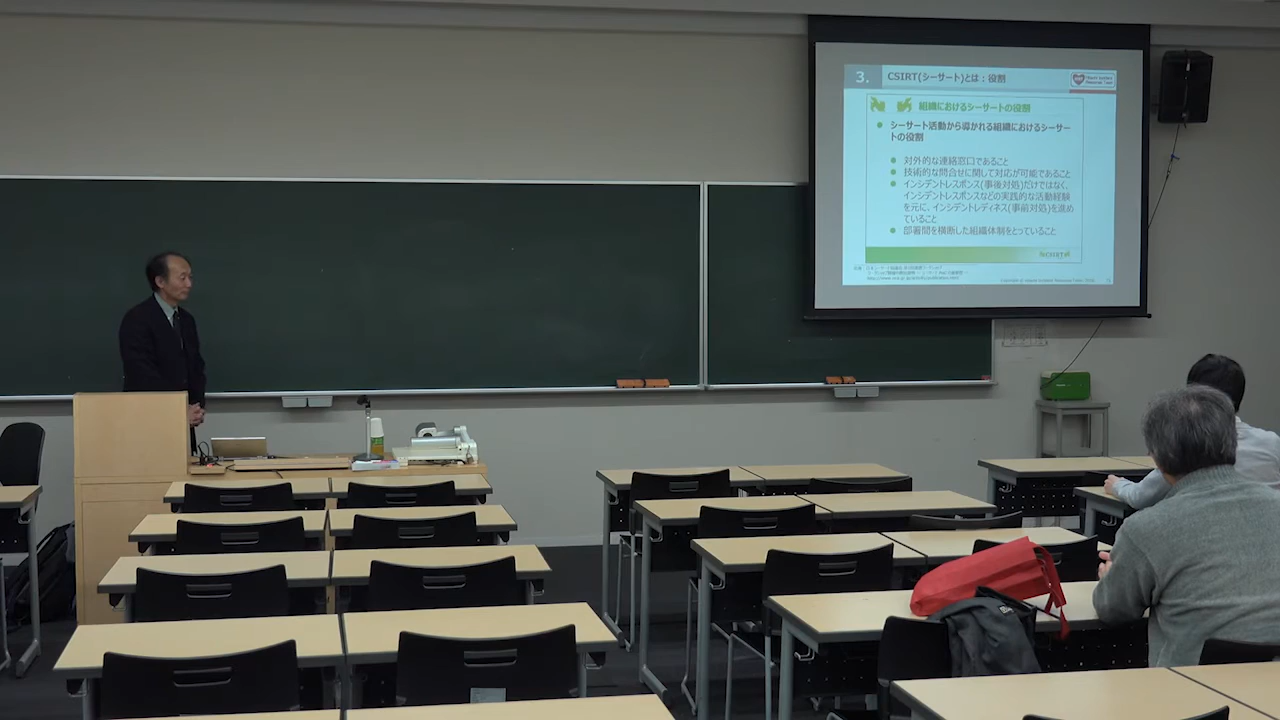 3.
CSIRT(シーサート)とは：役割
組織におけるシーサートの役割
シーサート活動から導かれる組織におけるシーサー
トの役割
対外的な連絡窓口であること
技術的な問合せに関して対応が可能であること
インシデントレスポンス(事後対処)だけではなく、
インシデントレスポンスなどの実践的な活動経験
を元に、インシデントレディネス(事前対処)を進め
ていること
部署間を横断した組織体制をとっていること